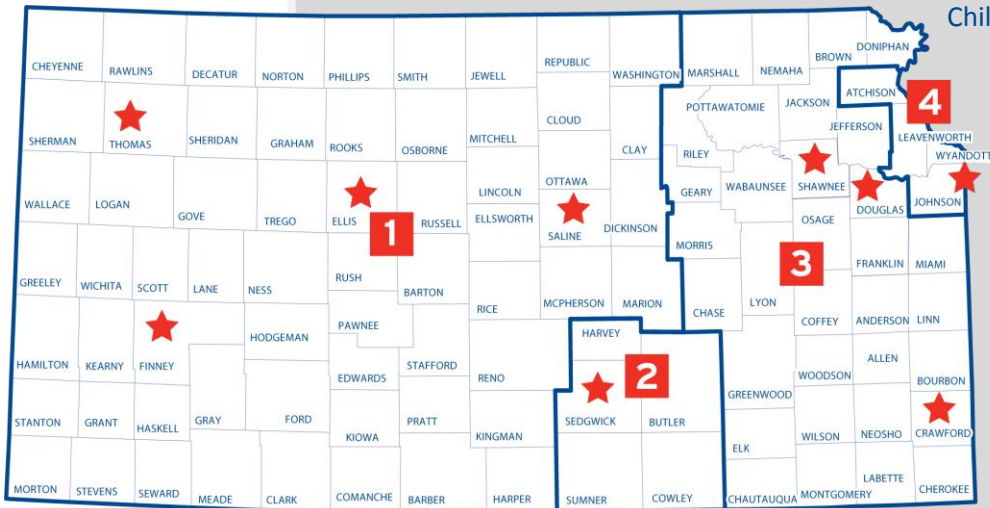 Chil
CHEYENNE RAWLINS DECATUR NORTON PHILLIPS SMITH JEWELL REPUBLIC WASHINGTON MARSHALL NEMAHA BROWN DONIPHAN
ATCHISON 4
POTTAWATOMIE JACKSON JEFFERSON LEAVENWORTH
SHERMAN THOMAS SHERIDAN GRAHAM ROOKS OSBORNE MITCHELL CLOUD CLAY RILEY WYANDOTT
WALLACE LOGAN GOVE TREGO ELLIS RUSSELL LINCOLN OTTAWA GEARY WABAUNSEE SHAWNEE DOUGLAS JOHNSON
1
ELLSWORTH SALINE DICKINSON MORRIS OSAGE
3
GREELEY WICHITA SCOTT LANE NESS RUSH BARTON RICE MCPHERSON MARION CHASE LYON FRANKLIN MIAMI
HAMILTON KEARNY FINNEY HODGEMAN PAWNEE STAFFORD HARVEY COFFEY ANDERSON LINN
EDWARDS RENO 2 WOODSON ALLEN BOURBON
STANTON GRANT HASKELL GRAY FORD KIOWA PRATT KINGMAN SEDGWICK BUTLER GREENWOOD WILSON NEOSHO CRAWFORD
ELK
MORTON STEVENS SEWARD MEADE CLARK COMANCHE BARBER HARPER SUMNER COWLEY CHAUTAUQUA MONTGOMERY LABETTE CHEROKEE